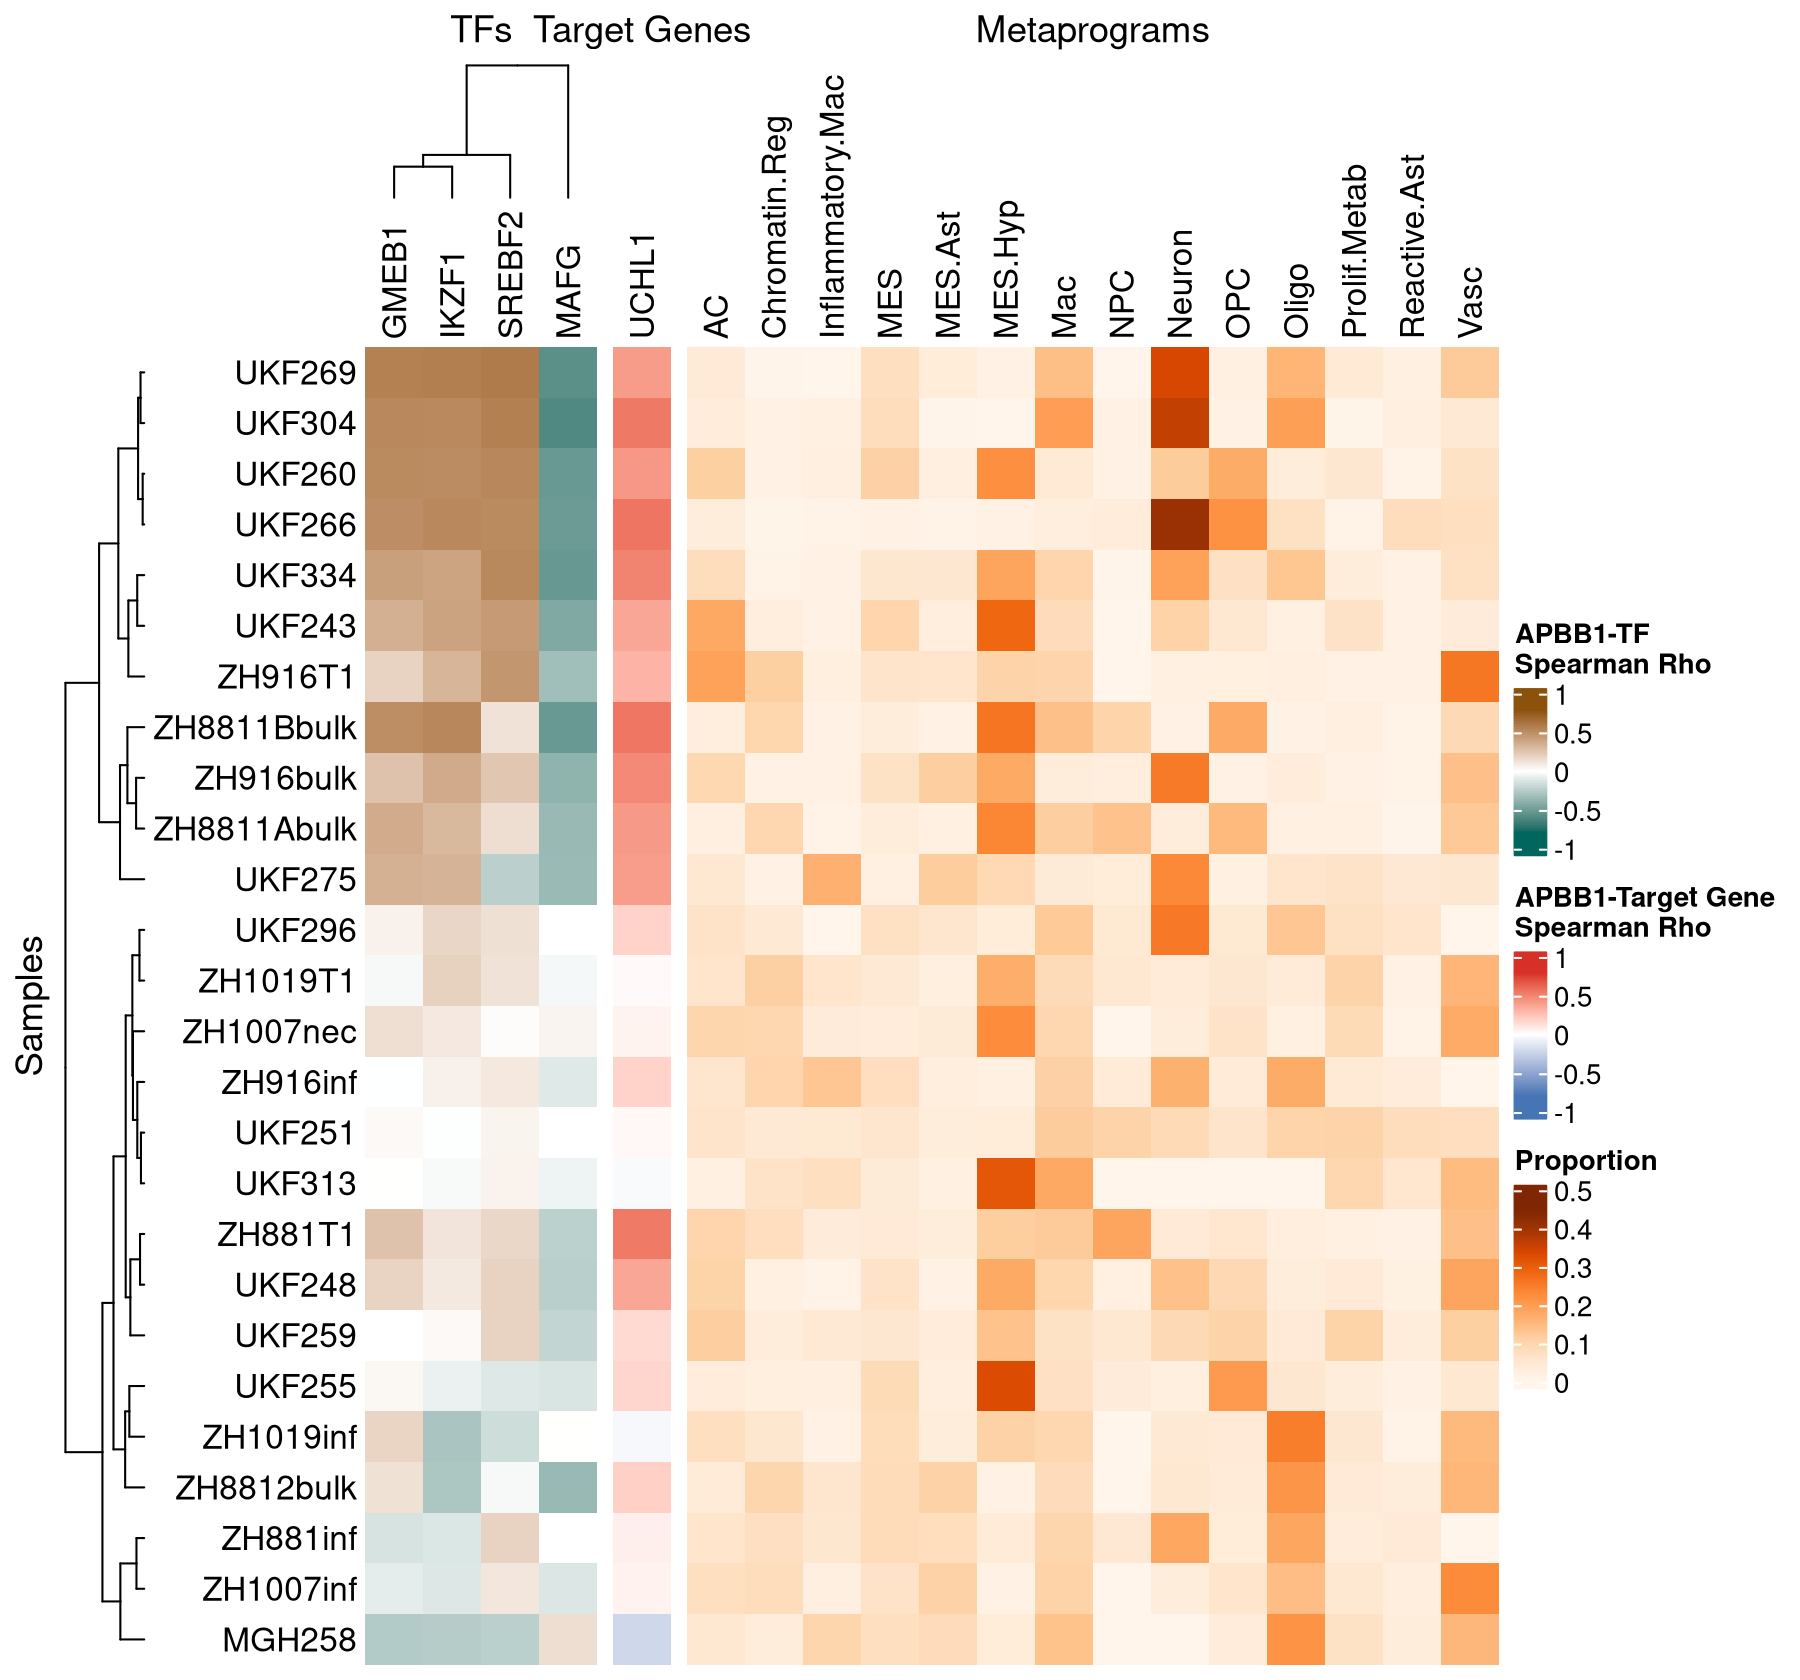 TFs Target Genes Metaprograms
GMEB1 IKZF1 SREBF2 MAFG UCHL1 AC Chromatin.Reg Inflammatory.Mac MES MES.Ast MES.Hyp Mac NPC Neuron OPC Oligo Prolif.Metab Reactive.Ast Vasc
Samples
UKF269
UKF304
UKF260
UKF266
UKF334
UKF243
ZH916T1
ZH8811Bbulk
ZH916bulk
ZH8811Abulk
UKF275
UKF296
ZH1019T1
ZH1007nec
ZH916inf
UKF251
UKF313
ZH881T1
UKF248
UKF259
UKF255
ZH1019inf
ZH8812bulk
ZH881inf
ZH1007inf
MGH258
APBB1-TF
Spearman Rho
1
0.5
0
-0.5
-1
APBB1-Target Gene
Spearman Rho
1
0.5
0
-0.5
-1
Proportion
0.5
0.4
0.3
0.2
0.1
0